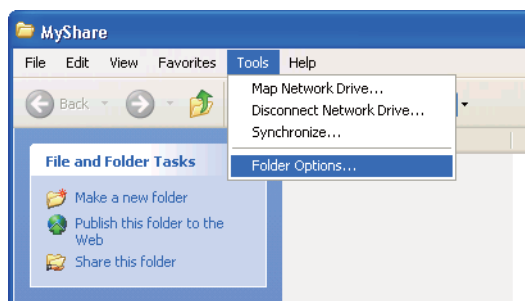 MyShare
File Edit View Favorites Tools Help
Back
Map Network Drive...
Disconnect Network Drive...
Synchronize...
Folder Options...
File and Folder Tasks
Make a new folder
Publish this folder to the
Web
Share this folder